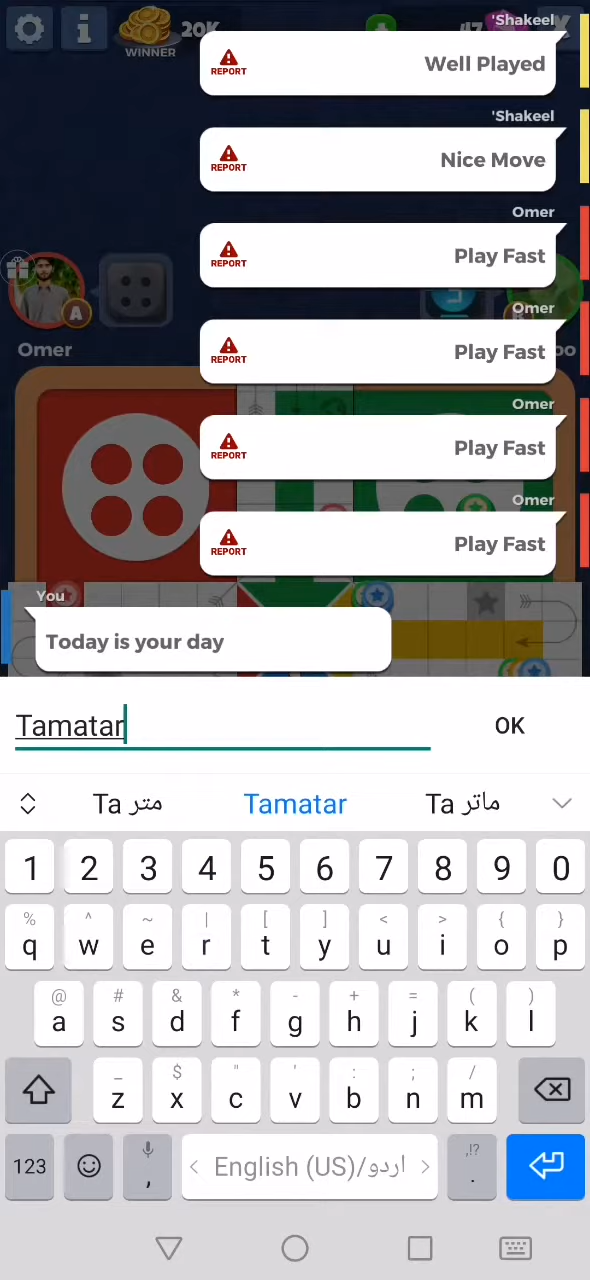 20K
47
WINNER
'Shakeel
REPORT
Well Played
'Shakeel
REPORT
Nice Move
Omer
REPORT
Play Fast
A
Omer
Omer
REPORT
Play Fast
Omer
REPORT
Play Fast
Omer
REPORT
Play Fast
You
Today is your day
Tamatar
OK
Ta متر
Tamatar
Ta ماتر
1 2 3 4 5 6 7 8 9 0
% ^ ~ | [ ] < > { }
q w e r t y u i o p
@ # & * - + = ( )
a s d f g h j k l
_ $ " ' : ; /
z x c v b n m
123 , < English (US)/اردو > ,!? .